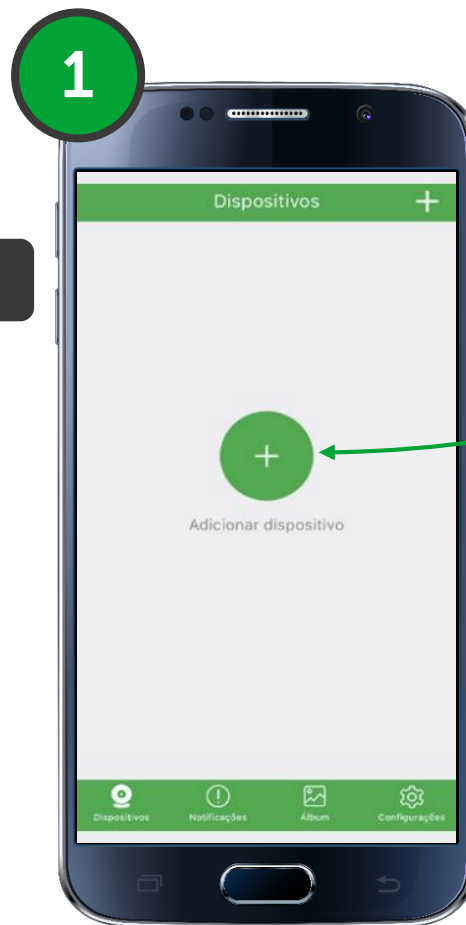 1
Dispositivos +
+
Adicionar dispositivo
Dispositivos Notificações Álbum Configurações